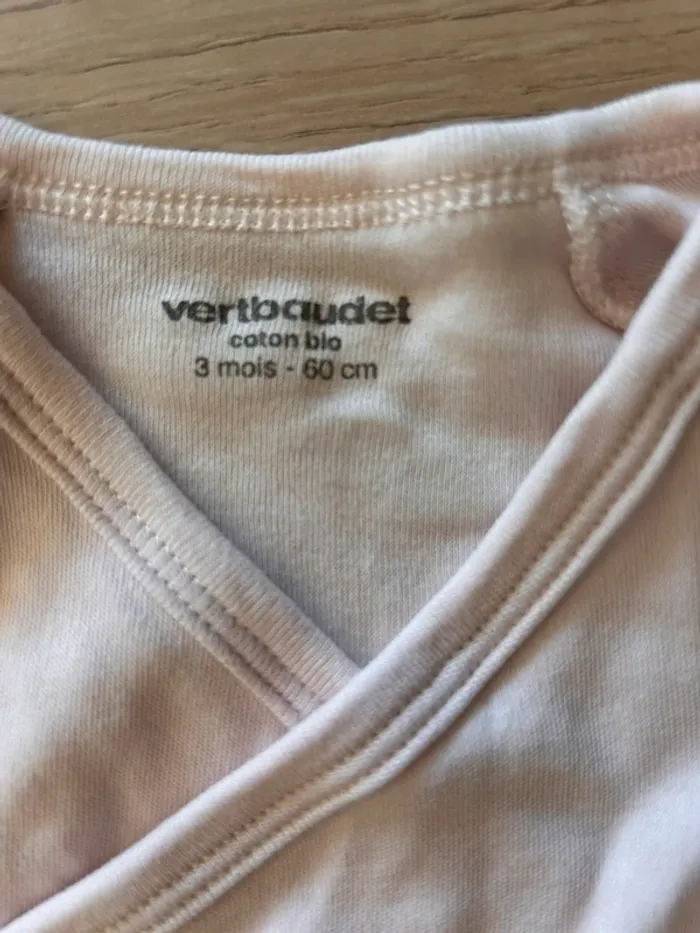 vertbaudet
coton bio
3 mois - 60 cm